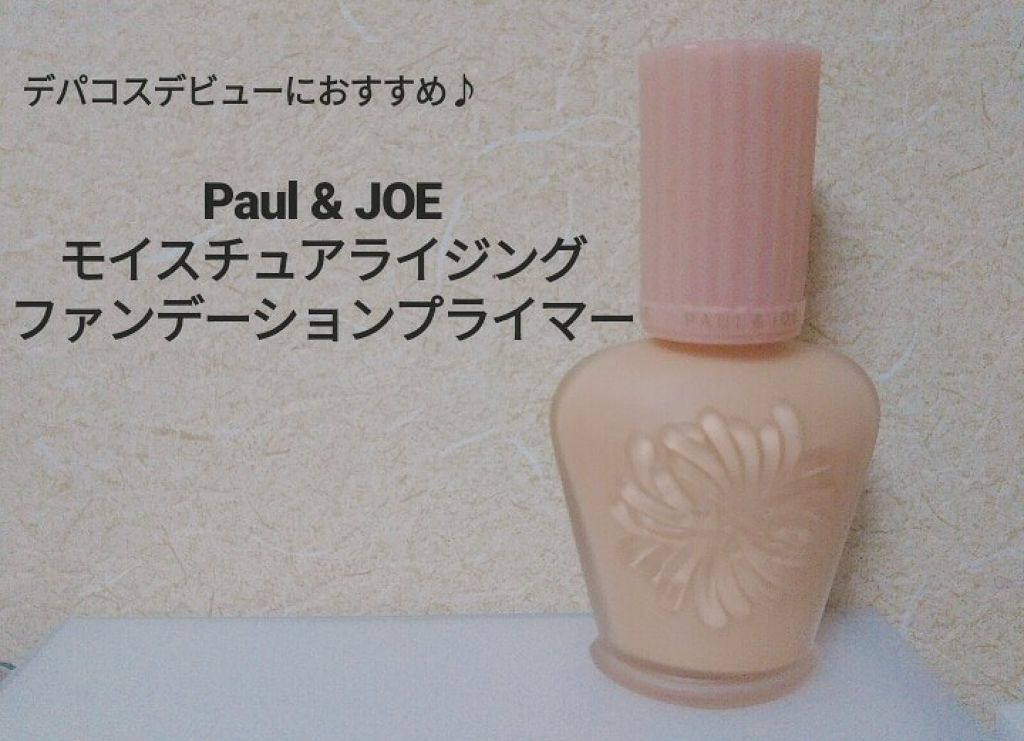 デパコスデビューにおすすめ♪
Paul & JOE
モイスチュアライジング
ファンデーションプライマー
PAUL & JOE